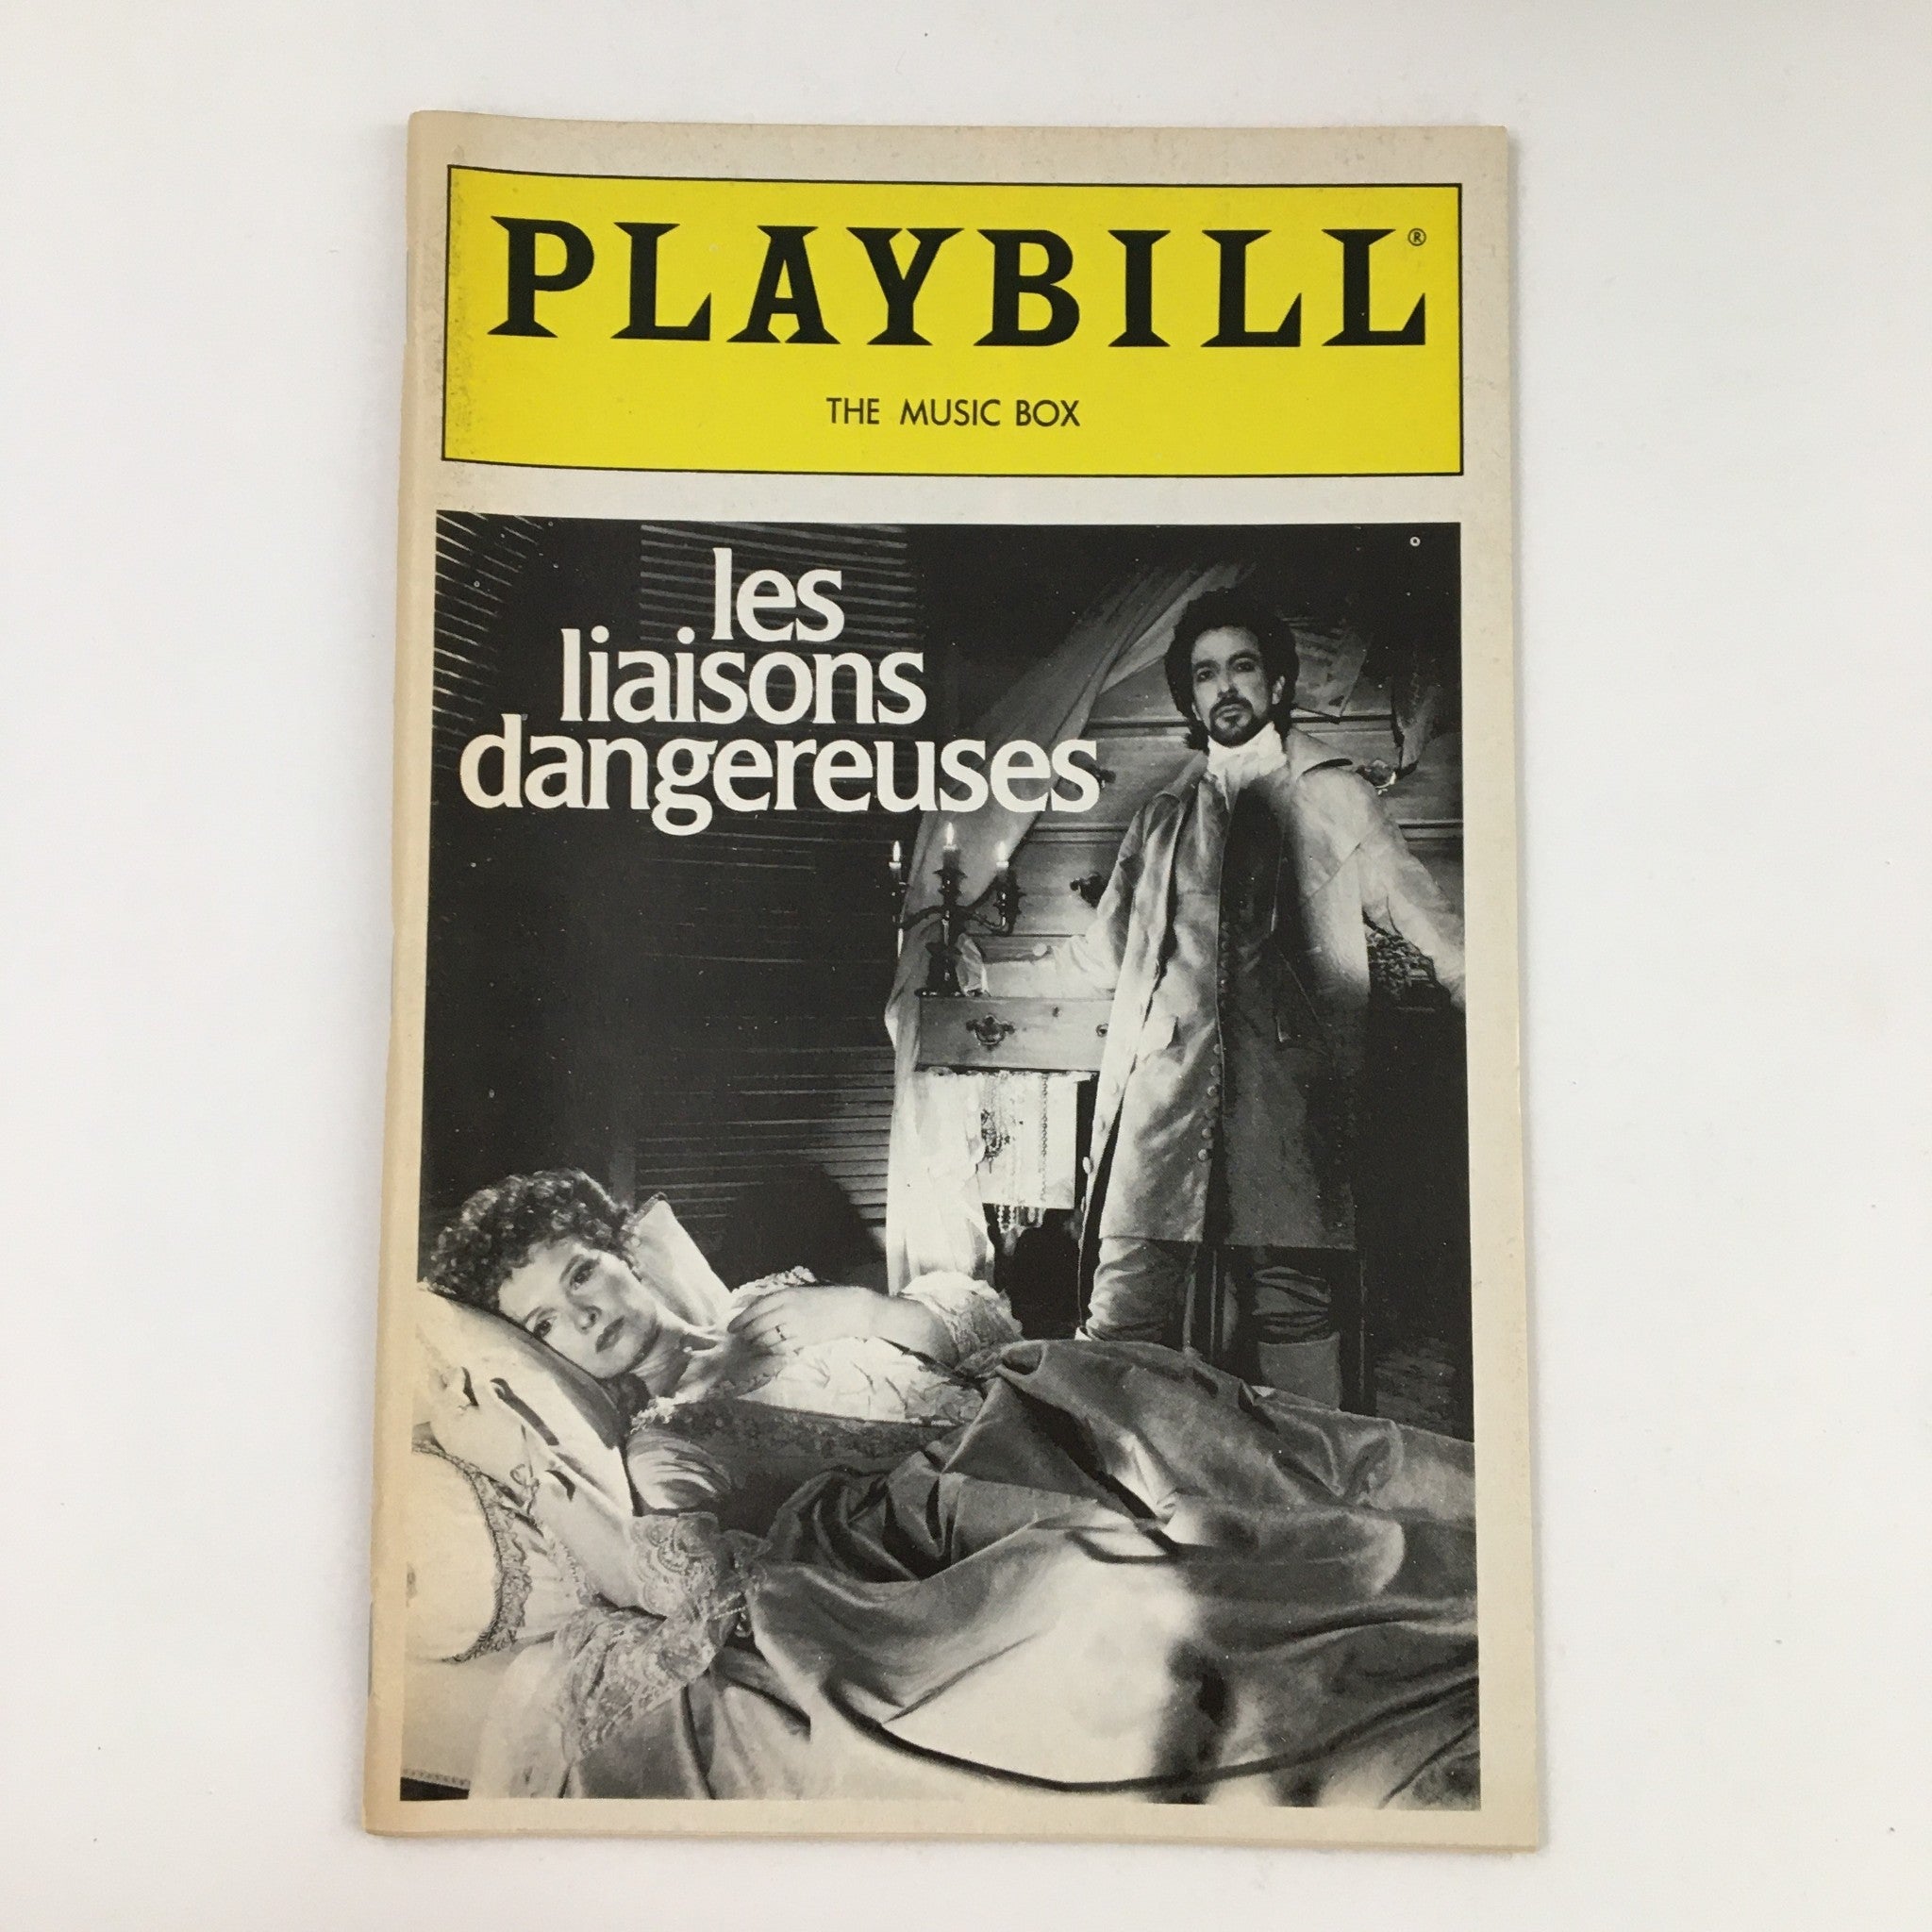 PLAYBILL®
THE MUSIC BOX
les
liaisons
dangereuses